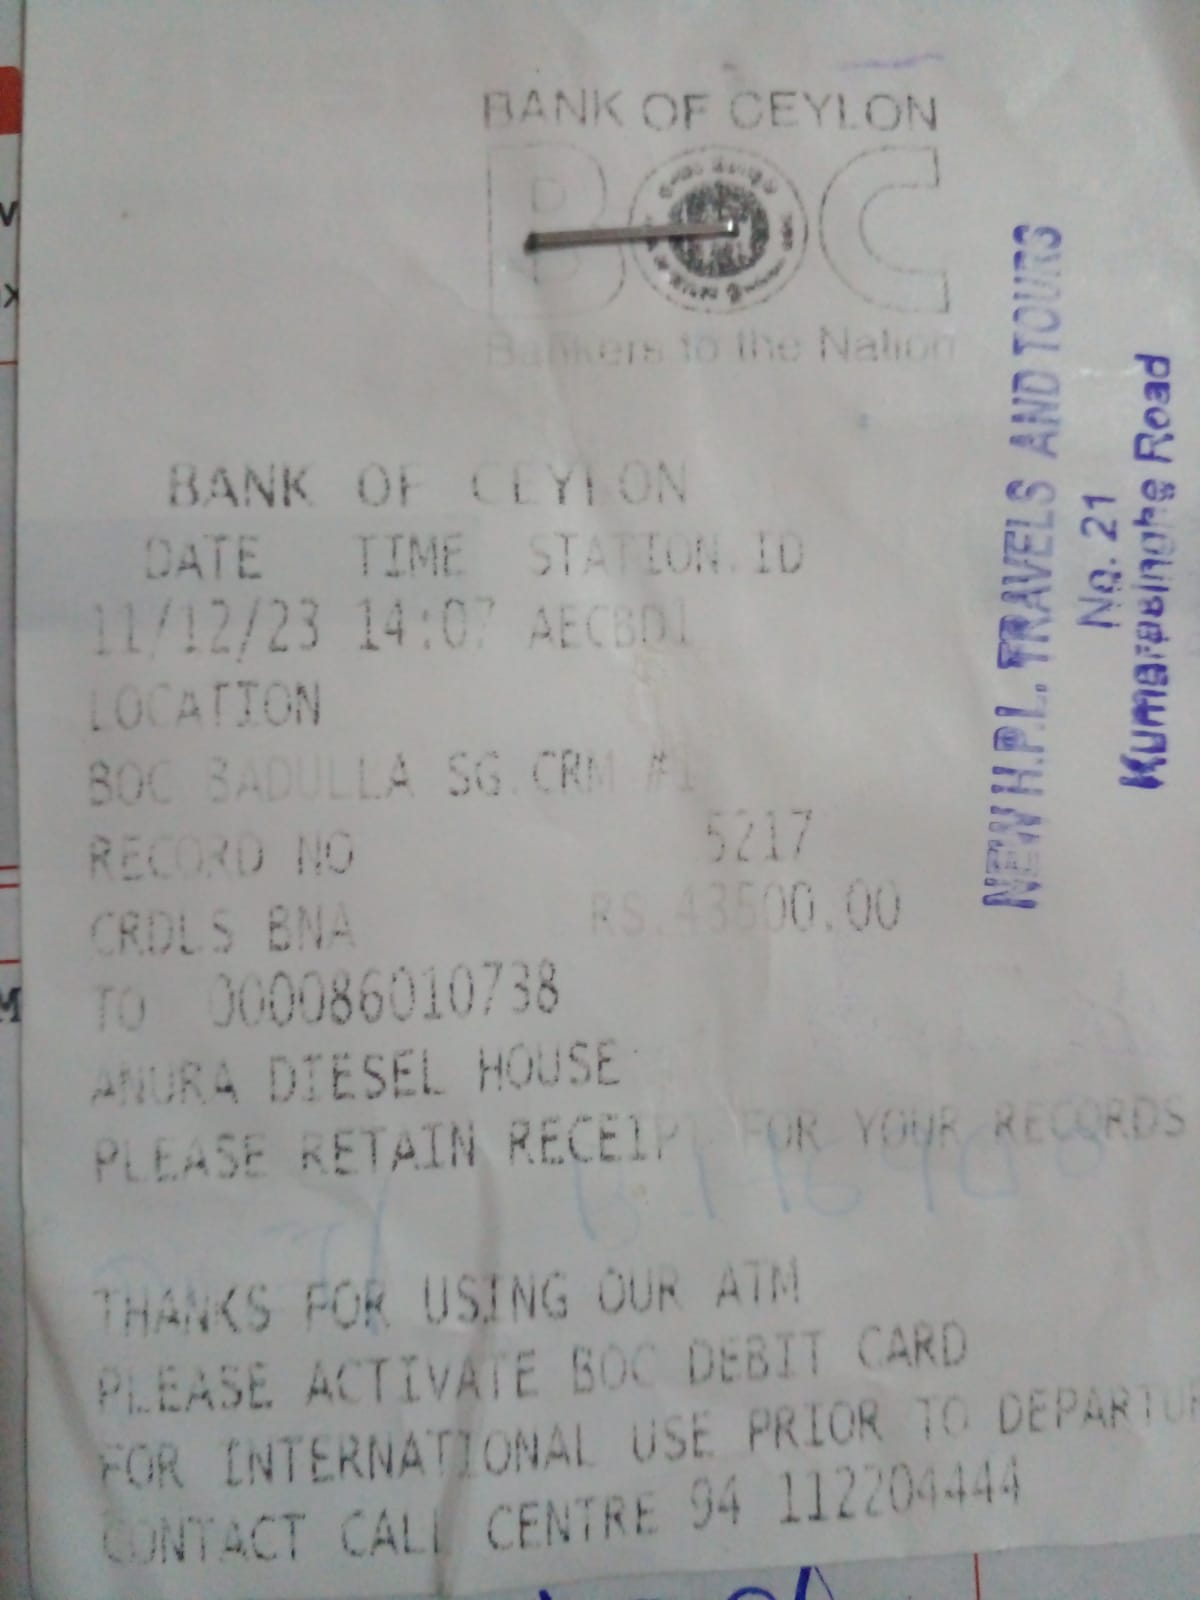 BANK OF CEYLON
BOC
Bankers to the Nation
BANK OF CEYLON
DATE TIME STATION.ID
11/12/23 14:07 AECBD1
LOCATION
BOC BADULLA SG.CRM #1
RECORD NO 5217
CRDLS BNA RS.43500.00
TO 000086010738
ANURA DIESEL HOUSE
PLEASE RETAIN RECEIPT FOR YOUR RECORDS
THANKS FOR USING OUR ATM
PLEASE ACTIVATE BOC DEBIT CARD
FOR INTERNATIONAL USE PRIOR TO DEPARTUR
CONTACT CALL CENTRE 94 112204444
NEW H.P.L. TRAVELS AND TOURS
No. 21
Kumarasinghe Road